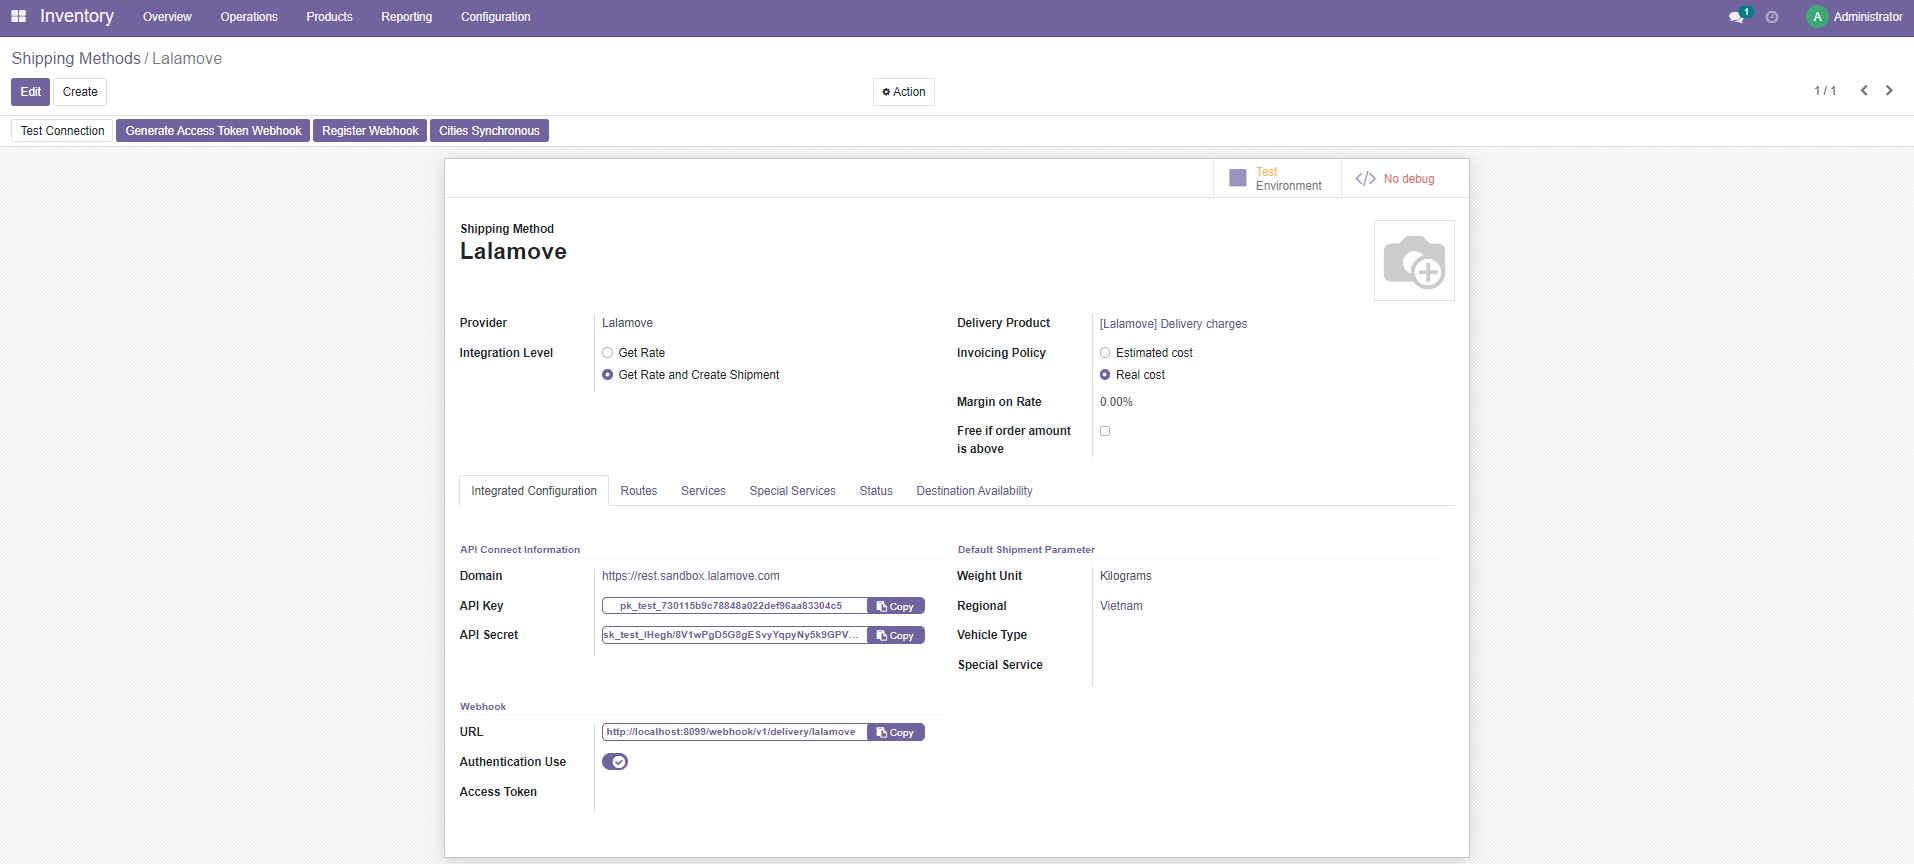 Inventory Overview Operations Products Reporting Configuration 1 A Administrator
Shipping Methods / Lalamove
Edit Create Action 1 / 1
Test Connection Generate Access Token Webhook Register Webhook Cities Synchronous
Test
Environment
No debug
Shipping Method
Lalamove
Provider Lalamove
Delivery Product [Lalamove] Delivery charges
Integration Level Get Rate
Get Rate and Create Shipment
Invoicing Policy Estimated cost
Real cost
Margin on Rate 0.00%
Free if order amount
is above
Integrated Configuration Routes Services Special Services Status Destination Availability
API Connect Information
Domain https://rest.sandbox.lalamove.com
API Key pk_test_730115b9c78848a022def96aa83304c5 Copy
API Secret sk_test_IHegh/8V1wPgD5G8gESvyYqpyNy5k9GPV... Copy
Default Shipment Parameter
Weight Unit Kilograms
Regional Vietnam
Vehicle Type
Special Service
Webhook
URL http://localhost:8099/webhook/v1/delivery/lalamove Copy
Authentication Use
Access Token